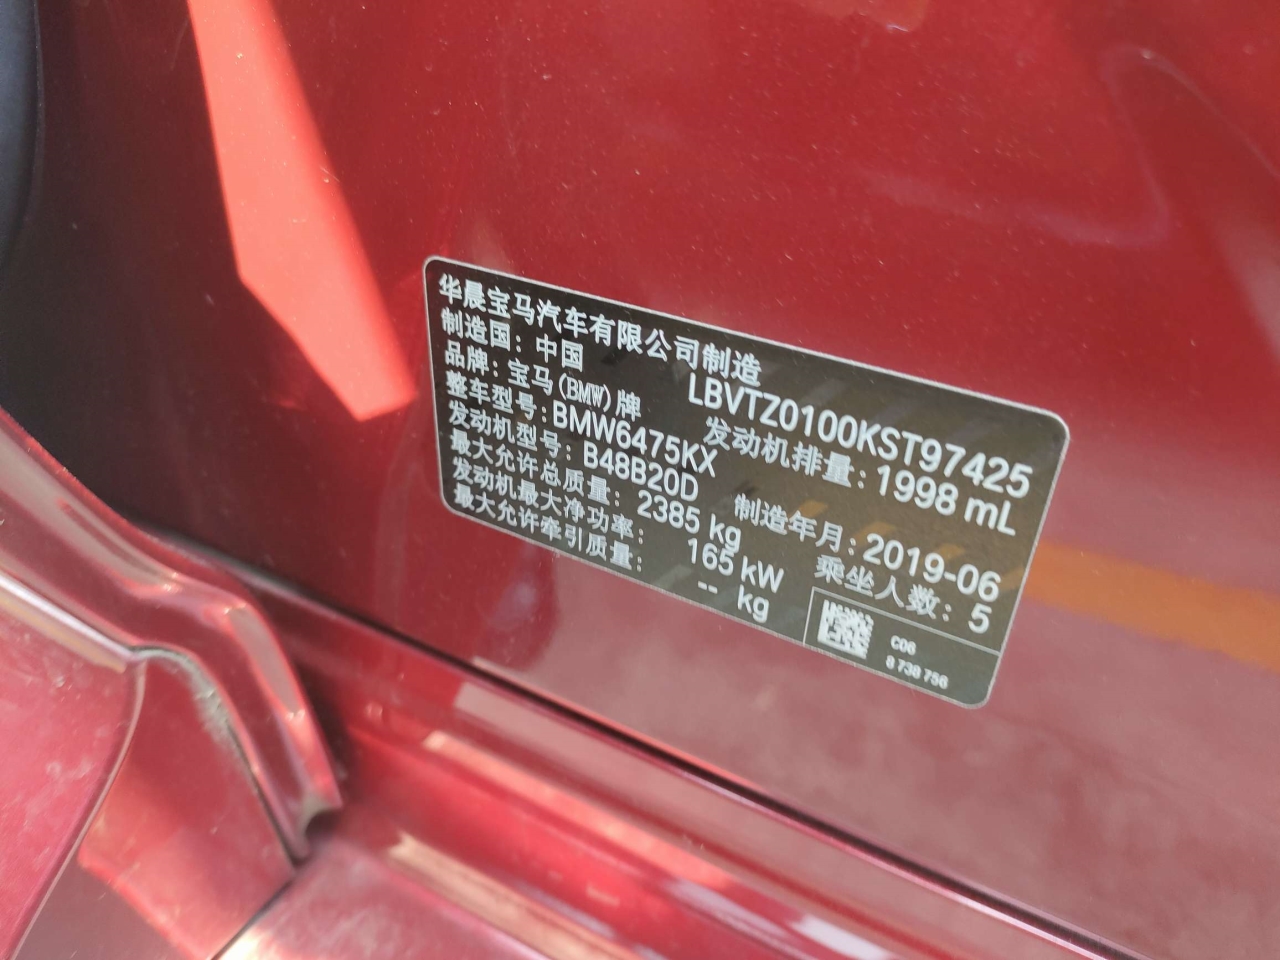 华晨宝马汽车有限公司制造
制造国：中国 LBVTZ0100KST97425
品牌：宝马(BMW)牌 发动机排量：1998 mL
整车型号：BMW6475KX
发动机型号：B48B20D 制造年月：2019-06
最大允许总质量：2385 kg 乘坐人数：5
发动机最大净功率：165 kW
最大允许牵引质量：-- kg
C06
8 738 756